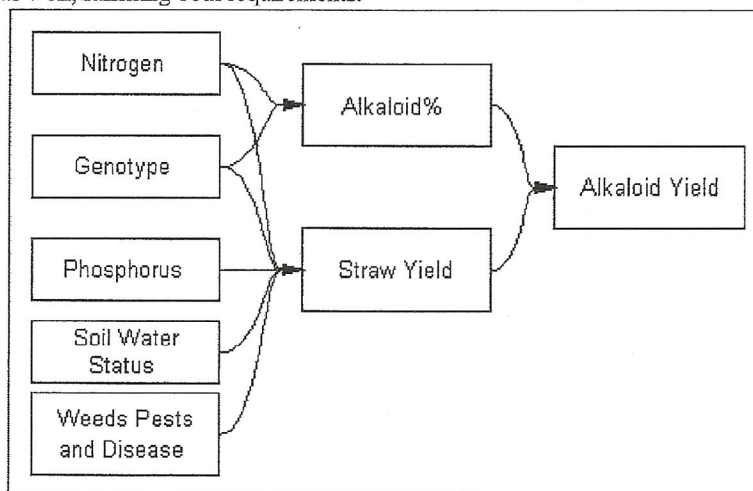 Nitrogen
Alkaloid%
Genotype
Alkaloid Yield
Phosphorus
Straw Yield
Soil Water
Status
Weeds Pests
and Disease